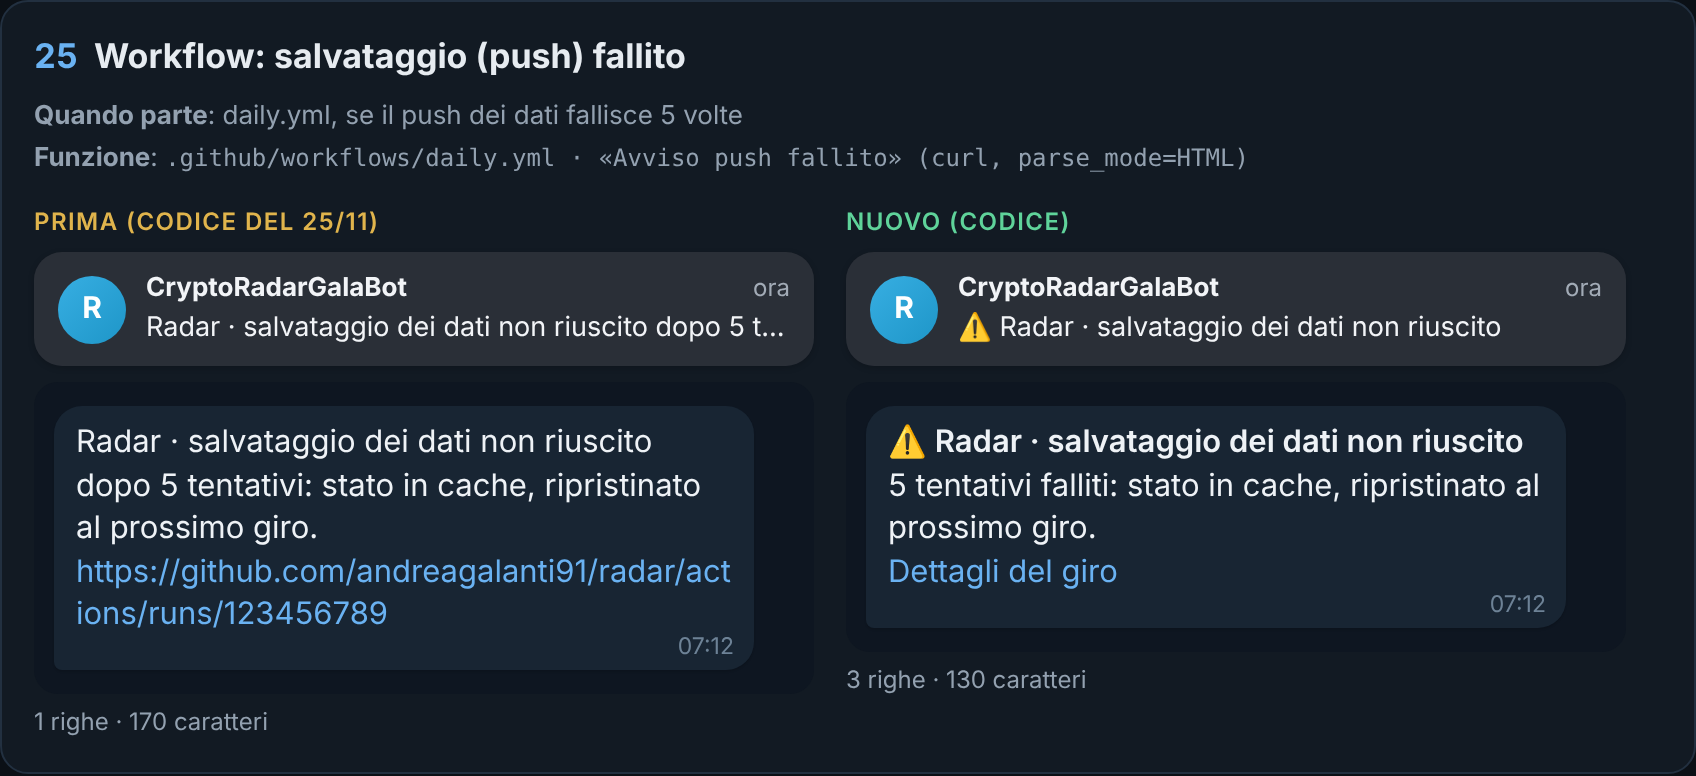 25 Workflow: salvataggio (push) fallito
Quando parte: daily.yml, se il push dei dati fallisce 5 volte
Funzione: .github/workflows/daily.yml · «Avviso push fallito» (curl, parse_mode=HTML)
PRIMA (CODICE DEL 25/11)
R
CryptoRadarGalaBot
ora
Radar · salvataggio dei dati non riuscito dopo 5 t...
Radar · salvataggio dei dati non riuscito
dopo 5 tentativi: stato in cache, ripristinato
al prossimo giro.
https://github.com/andreagalanti91/radar/act
ions/runs/123456789
07:12
1 righe · 170 caratteri
NUOVO (CODICE)
R
CryptoRadarGalaBot
ora
⚠️ Radar · salvataggio dei dati non riuscito
⚠️ Radar · salvataggio dei dati non riuscito
5 tentativi falliti: stato in cache, ripristinato al
prossimo giro.
Dettagli del giro
07:12
3 righe · 130 caratteri